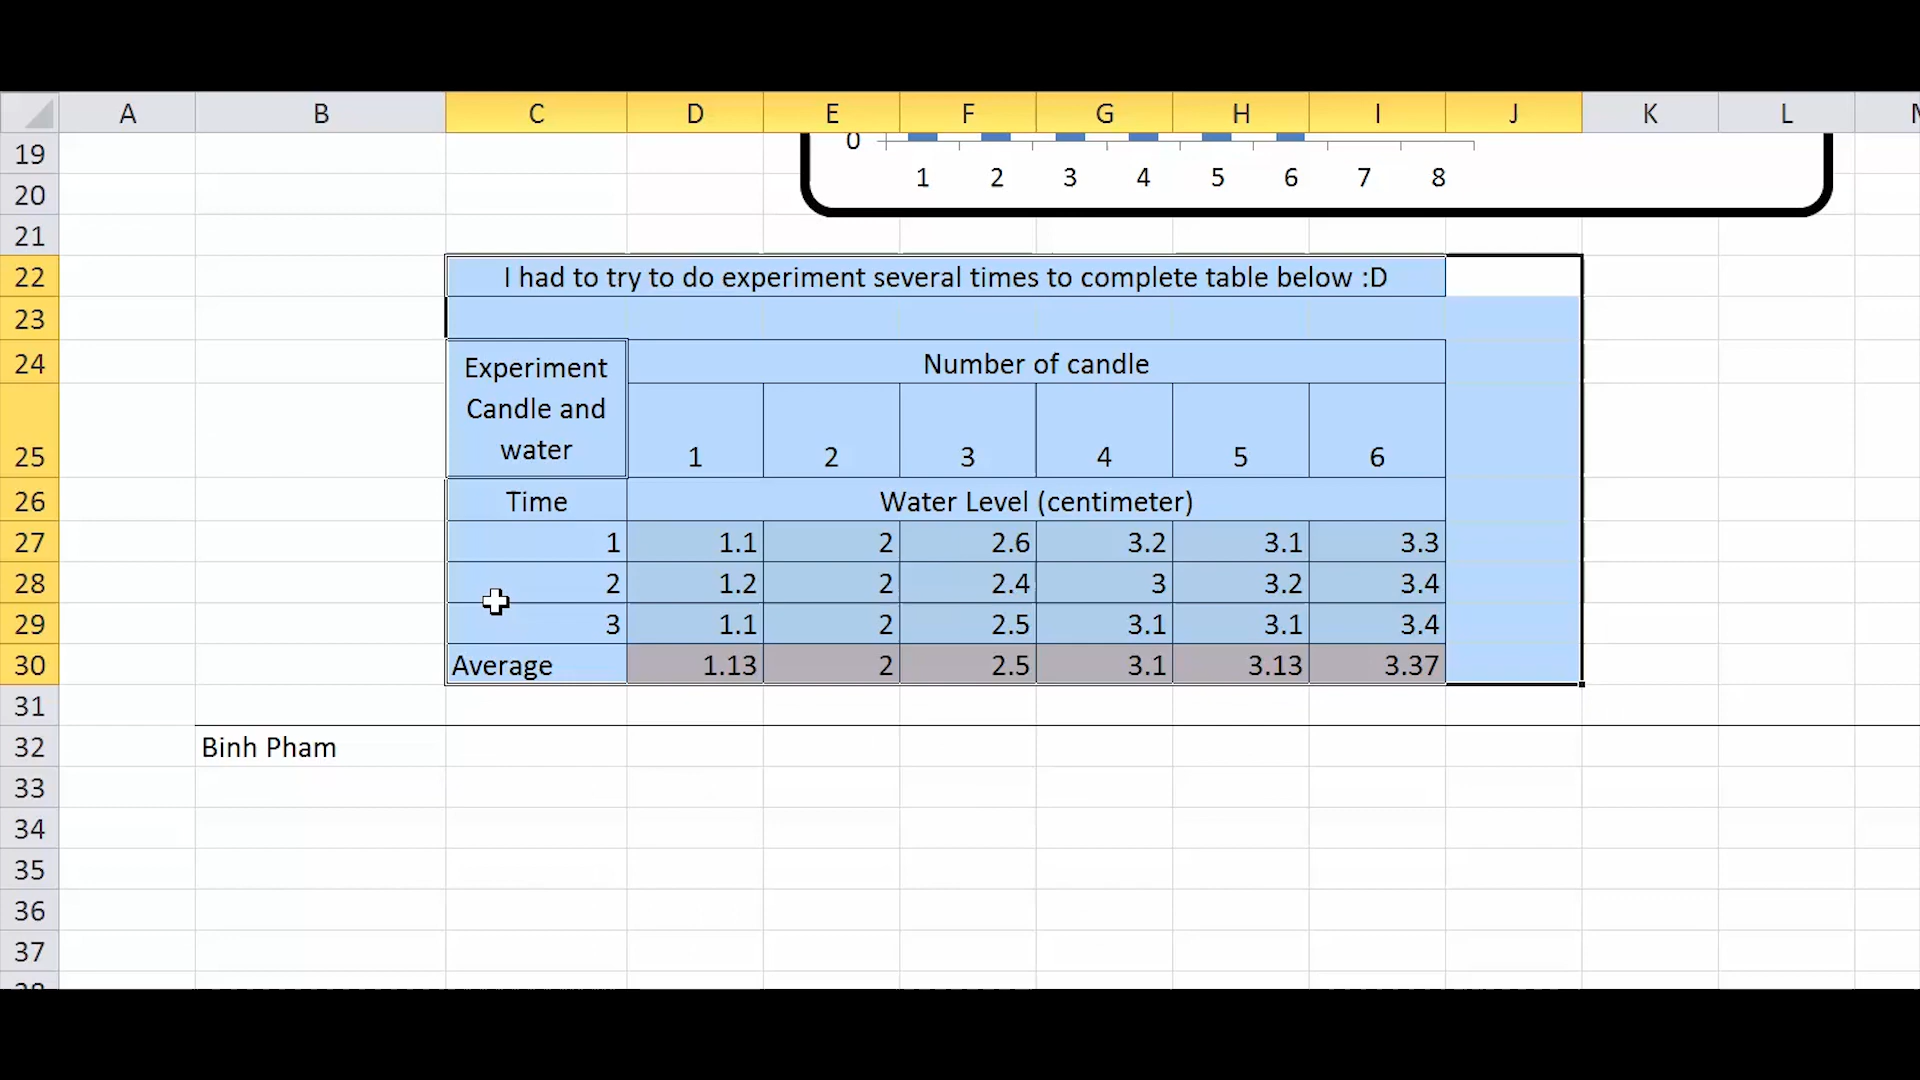 A B C D E F G H I J K L
19 0
20 1 2 3 4 5 6 7 8
21
22 I had to try to do experiment several times to complete table below :D
23
24 Number of candle
Experiment
Candle and
water
25 1 2 3 4 5 6
26 Time Water Level (centimeter)
27 1 1.1 2 2.6 3.2 3.1 3.3
28 2 1.2 2 2.4 3 3.2 3.4
29 3 1.1 2 2.5 3.1 3.1 3.4
30 Average 1.13 2 2.5 3.1 3.13 3.37
31
32 Binh Pham
33
34
35
36
37